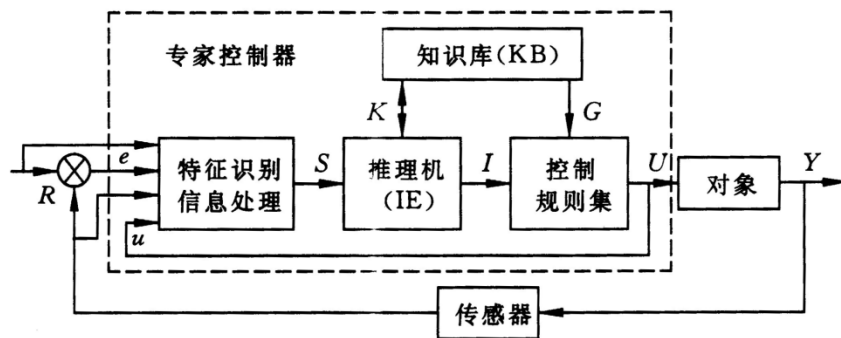 专家控制器
知识库(KB)
K
G
R
e
u
特征识别
信息处理
S
推理机
(IE)
I
控制
规则集
U
对象
Y
传感器